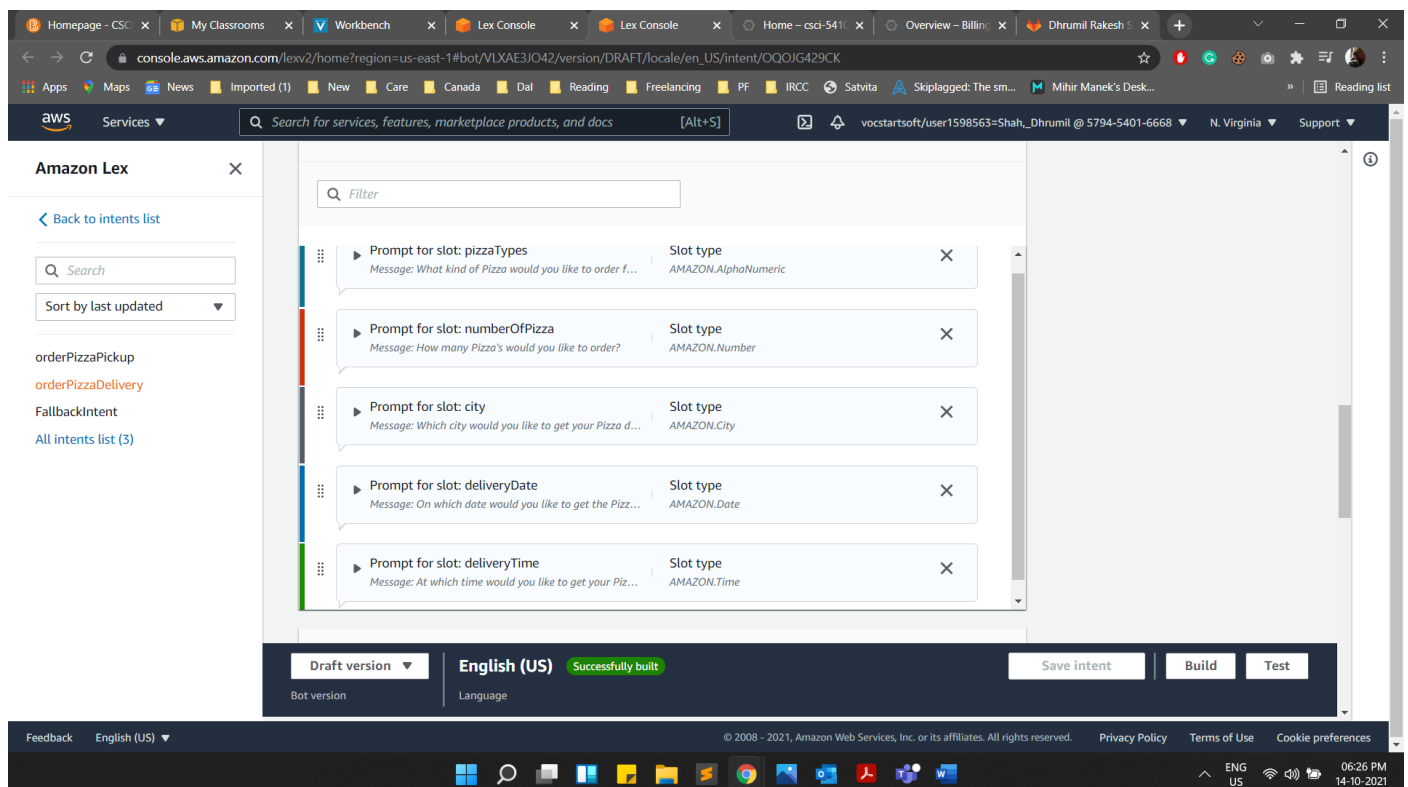 Homepage - CSC
My Classrooms
Workbench
Lex Console
Lex Console
Home – csci-5410
Overview – Billing
Dhrumil Rakesh S
console.aws.amazon.com/lexv2/home?region=us-east-1#bot/VLXAE3JO42/version/DRAFT/locale/en_US/intent/OQOJG429CK
Apps Maps News Imported (1) New Care Canada Dal Reading Freelancing PF IRCC Satvita Skiplagged: The sm... Mihir Manek's Desk... » Reading list
aws Services ▼ Search for services, features, marketplace products, and docs [Alt+S] vocstartsoft/user1598563=Shah,_Dhrumil @ 5794-5401-6668 ▼ N. Virginia ▼ Support ▼
Amazon Lex
Back to intents list
Search
Sort by last updated
orderPizzaPickup
orderPizzaDelivery
FallbackIntent
All intents list (3)
Filter
Prompt for slot: pizzaTypes Slot type
Message: What kind of Pizza would you like to order f... AMAZON.AlphaNumeric
Prompt for slot: numberOfPizza Slot type
Message: How many Pizza's would you like to order? AMAZON.Number
Prompt for slot: city Slot type
Message: Which city would you like to get your Pizza d... AMAZON.City
Prompt for slot: deliveryDate Slot type
Message: On which date would you like to get the Pizz... AMAZON.Date
Prompt for slot: deliveryTime Slot type
Message: At which time would you like to get your Piz... AMAZON.Time
Draft version ▼ English (US) Successfully built Save intent Build Test
Bot version Language
Feedback English (US) ▼ © 2008 - 2021, Amazon Web Services, Inc. or its affiliates. All rights reserved. Privacy Policy Terms of Use Cookie preferences
ENG 06:26 PM
US 14-10-2021